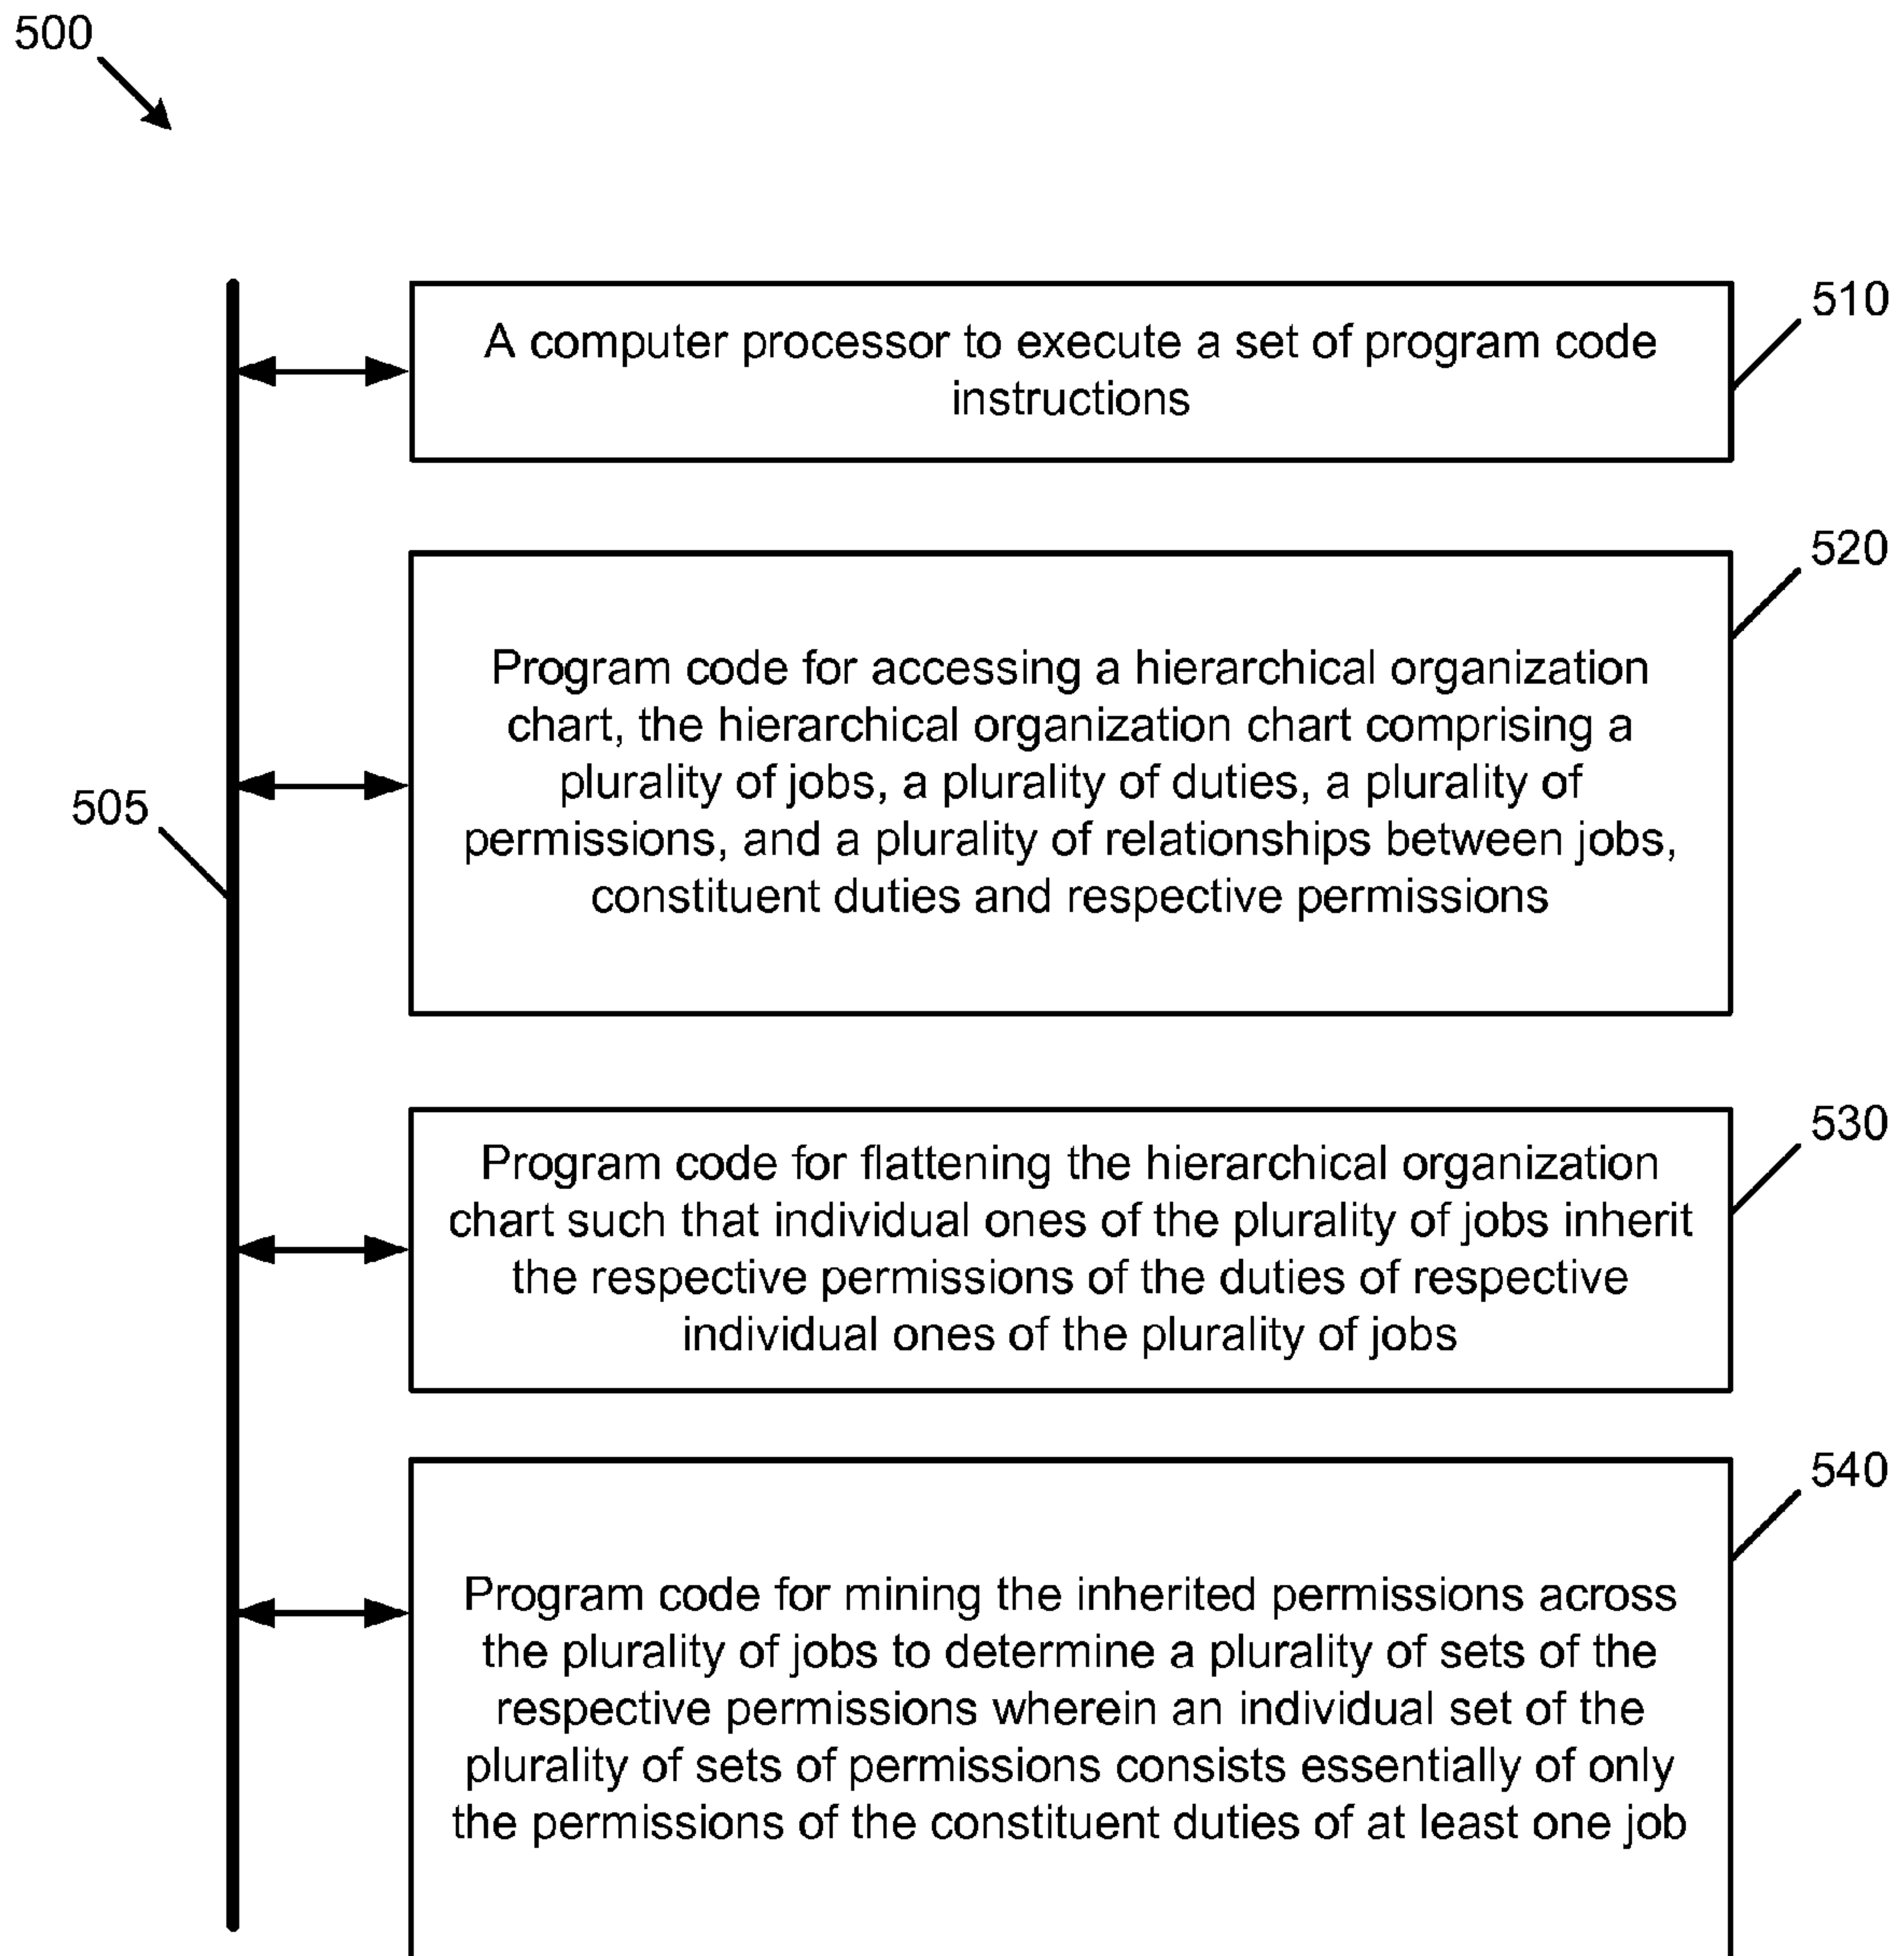 500
510
A computer processor to execute a set of program code
instructions
520
Program code for accessing a hierarchical organization
chart, the hierarchical organization chart comprising a
plurality of jobs, a plurality of duties, a plurality of
permissions, and a plurality of relationships between jobs,
constituent duties and respective permissions
505
530
Program code for flattening the hierarchical organization
chart such that individual ones of the plurality of jobs inherit
the respective permissions of the duties of respective
individual ones of the plurality of jobs
540
Program code for mining the inherited permissions across
the plurality of jobs to determine a plurality of sets of the
respective permissions wherein an individual set of the
plurality of sets of permissions consists essentially of only
the permissions of the constituent duties of at least one job